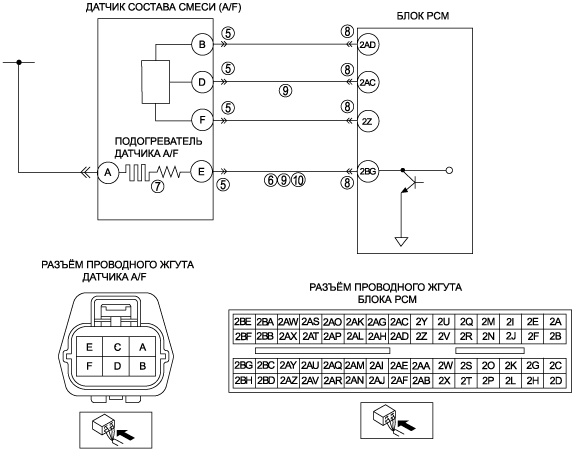 ДАТЧИК СОСТАВА СМЕСИ (A/F)
БЛОК PCM
B 5 8 2AD
D 5 8 2AC
9
F 5 8 2Z
ПОДОГРЕВАТЕЛЬ
ДАТЧИКА A/F
A E 2BG
7 5 6 9 10 8
РАЗЪЁМ ПРОВОДНОГО ЖГУТА
ДАТЧИКА A/F
E C A
F D B
РАЗЪЁМ ПРОВОДНОГО ЖГУТА
БЛОКА PCM
2BE 2BA 2AW 2AS 2AO 2AK 2AG 2AC 2Y 2U 2Q 2M 2I 2E 2A
2BF 2BB 2AX 2AT 2AP 2AL 2AH 2AD 2Z 2V 2R 2N 2J 2F 2B
2BG 2BC 2AY 2AU 2AQ 2AM 2AI 2AE 2AA 2W 2S 2O 2K 2G 2C
2BH 2BD 2AZ 2AV 2AR 2AN 2AJ 2AF 2AB 2X 2T 2P 2L 2H 2D